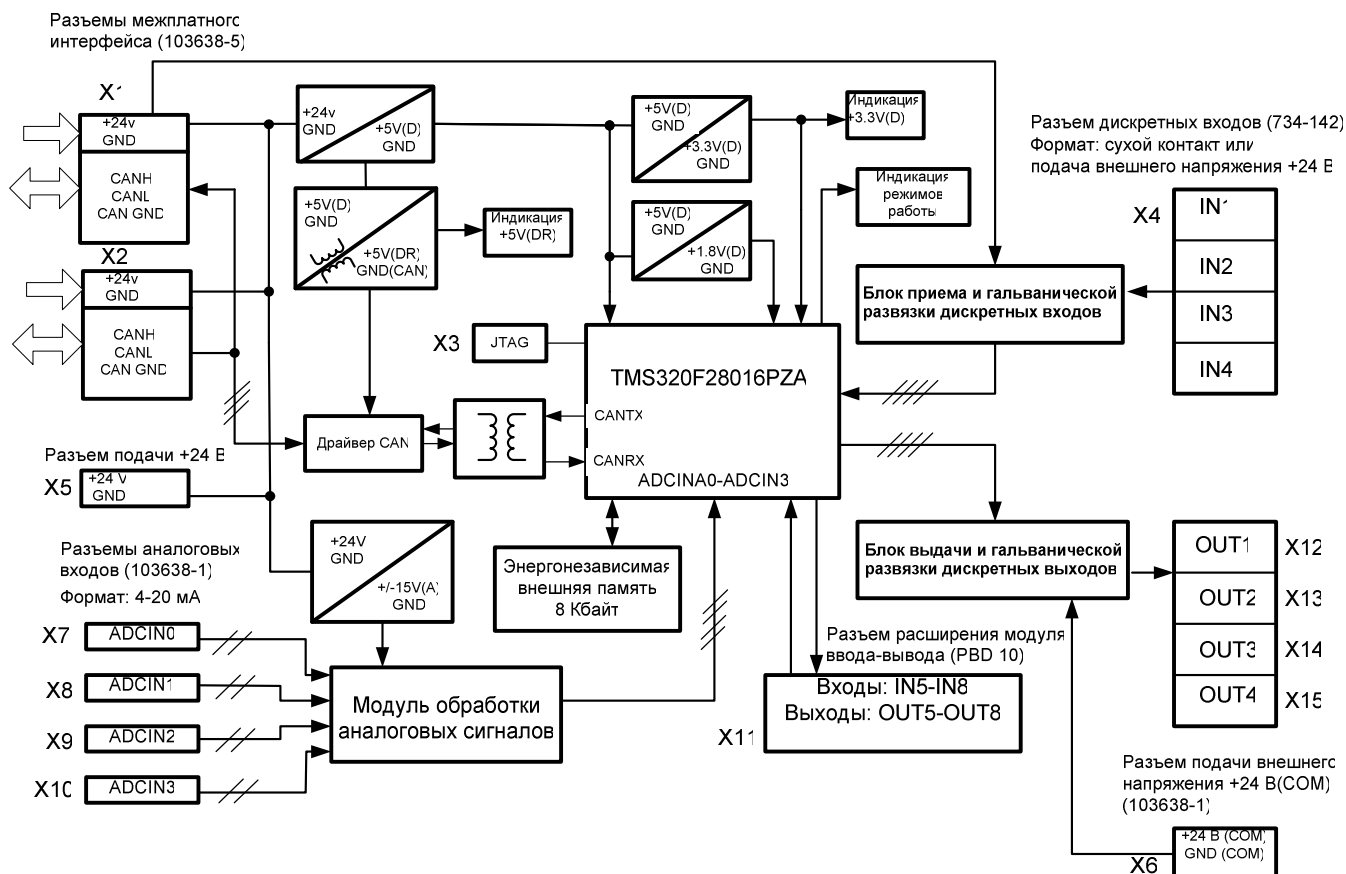 Разъемы межплатного
интерфейса (103638-5)
X1
+24v
GND
CANH
CANL
CAN GND
X2
+24v
GND
CANH
CANL
CAN GND
Разъем подачи +24 В
X5
+24 V
GND
Разъемы аналоговых
входов (103638-1)
Формат: 4-20 мА
X7
ADCIN0
X8
ADCIN1
X9
ADCIN2
X10
ADCIN3
+24v
GND
+5V(D)
GND
+5V(D)
GND
+5V(DR)
GND(CAN)
Индикация
+5V(DR)
Драйвер CAN
+24V
GND
+/-15V(A)
GND
Модуль обработки
аналоговых сигналов
+5V(D)
GND
+3.3V(D)
GND
+5V(D)
GND
+1.8V(D)
GND
Индикация
+3.3V(D)
Индикация
режимов
работы
X3
JTAG
TMS320F28016PZA
CANTX
CANRX
ADCINA0-ADCIN3
Энергонезависимая
внешняя память
8 Кбайт
Разъем расширения модуля
ввода-вывода (PBD 10)
X11
Входы: IN5-IN8
Выходы: OUT5-OUT8
Разъем дискретных входов (734-142)
Формат: сухой контакт или
подача внешнего напряжения +24 В
X4
IN1
IN2
IN3
IN4
Блок приема и гальванической
развязки дискретных входов
Блок выдачи и гальванической
развязки дискретных выходов
OUT1
X12
OUT2
X13
OUT3
X14
OUT4
X15
Разъем подачи внешнего
напряжения +24 В(COM)
(103638-1)
X6
+24 В (COM)
GND (COM)